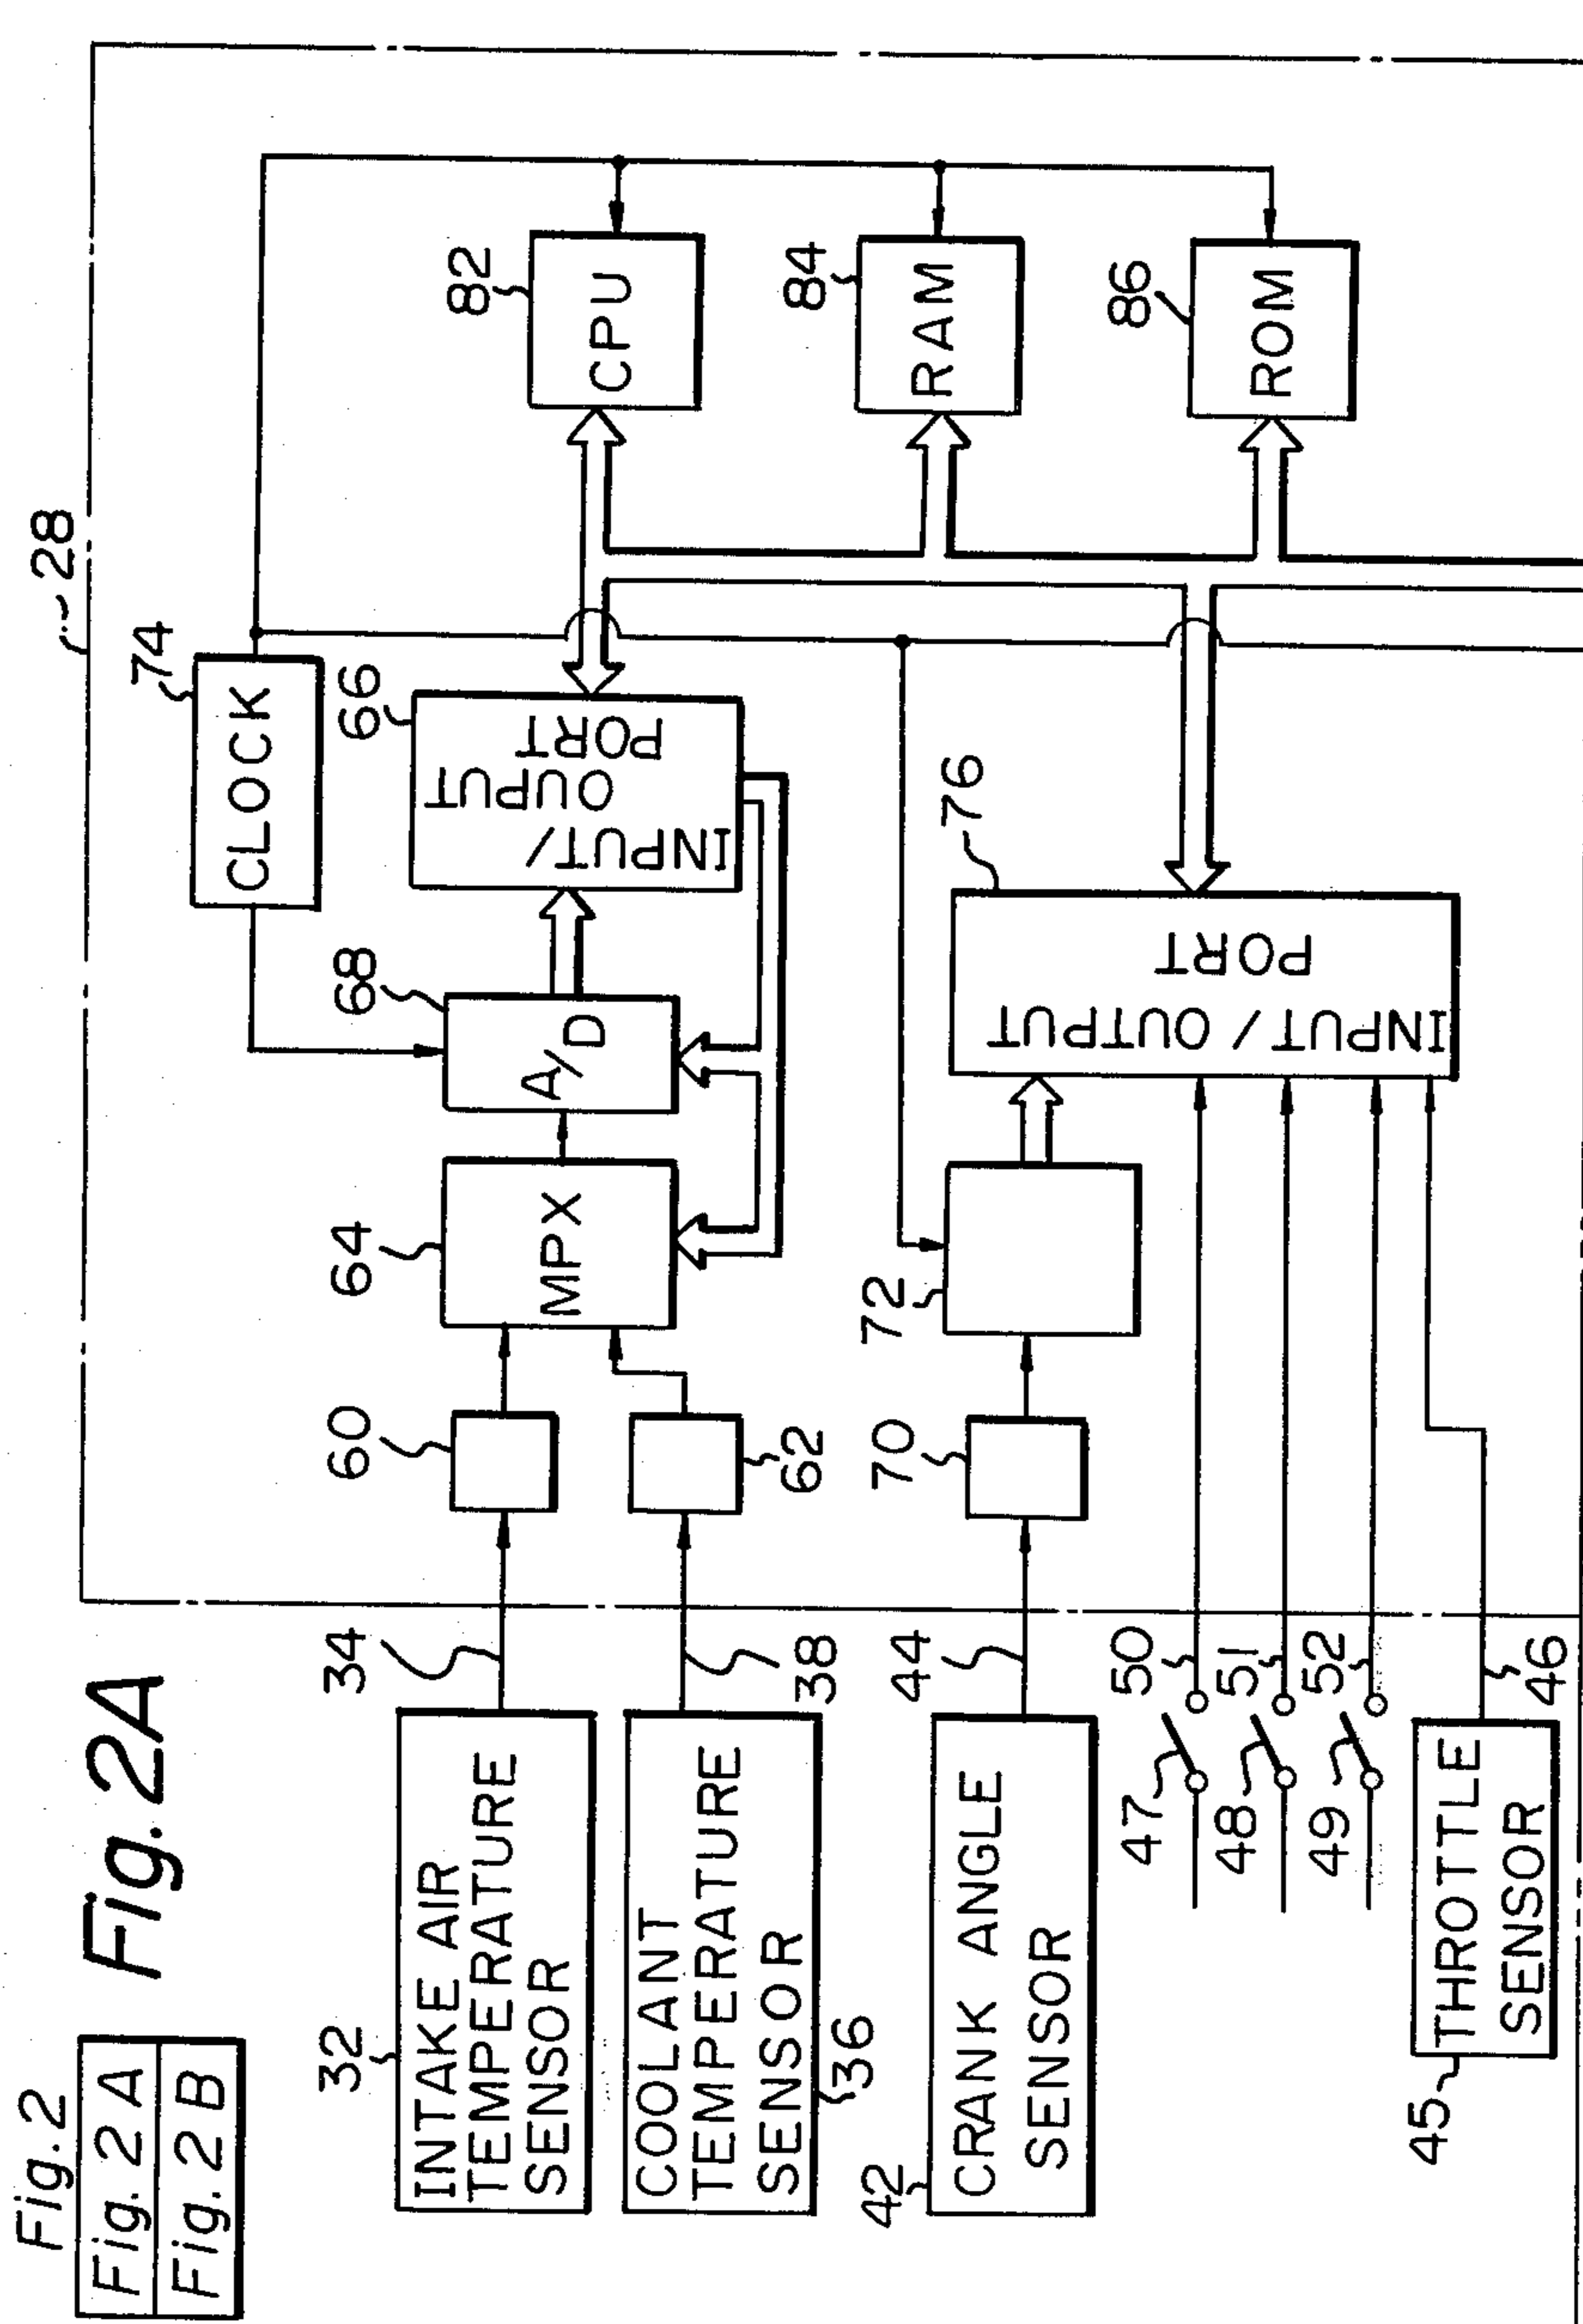 Fig. 2
Fig. 2A
Fig. 2B
Fig. 2A
28
74
CLOCK
82
CPU
84
RAM
86
ROM
66
INPUT/
OUPUT
PORT
68
A/D
64
MPX
60
62
34
38
32
INTAKE AIR
TEMPERATURE
SENSOR
COOLANT
TEMPERATURE
SENSOR
36
76
INPUT / OUTPUT
PORT
72
70
44
42
CRANK ANGLE
SENSOR
50
51
52
47
48
49
46
45
THROTTLE
SENSOR